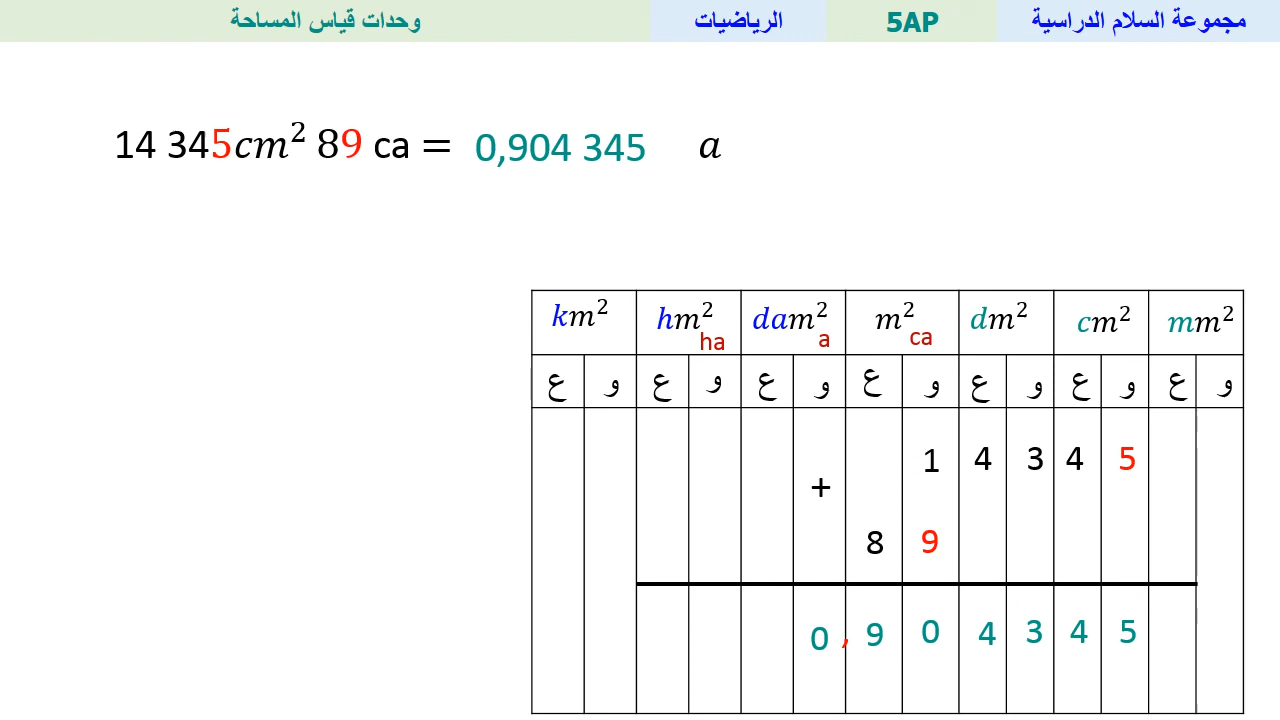 مجموعة السلام الدراسية 5AP الرياضيات وحدات قياس المساحة
14 345cm² 89 ca = 0,904 345 a
km² hm² dam² m² dm² cm² mm²
ha a ca
ع و ع و ع و ع و ع و ع و ع و
1 4 3 4 5
+
8 9
0 , 9 0 4 3 4 5